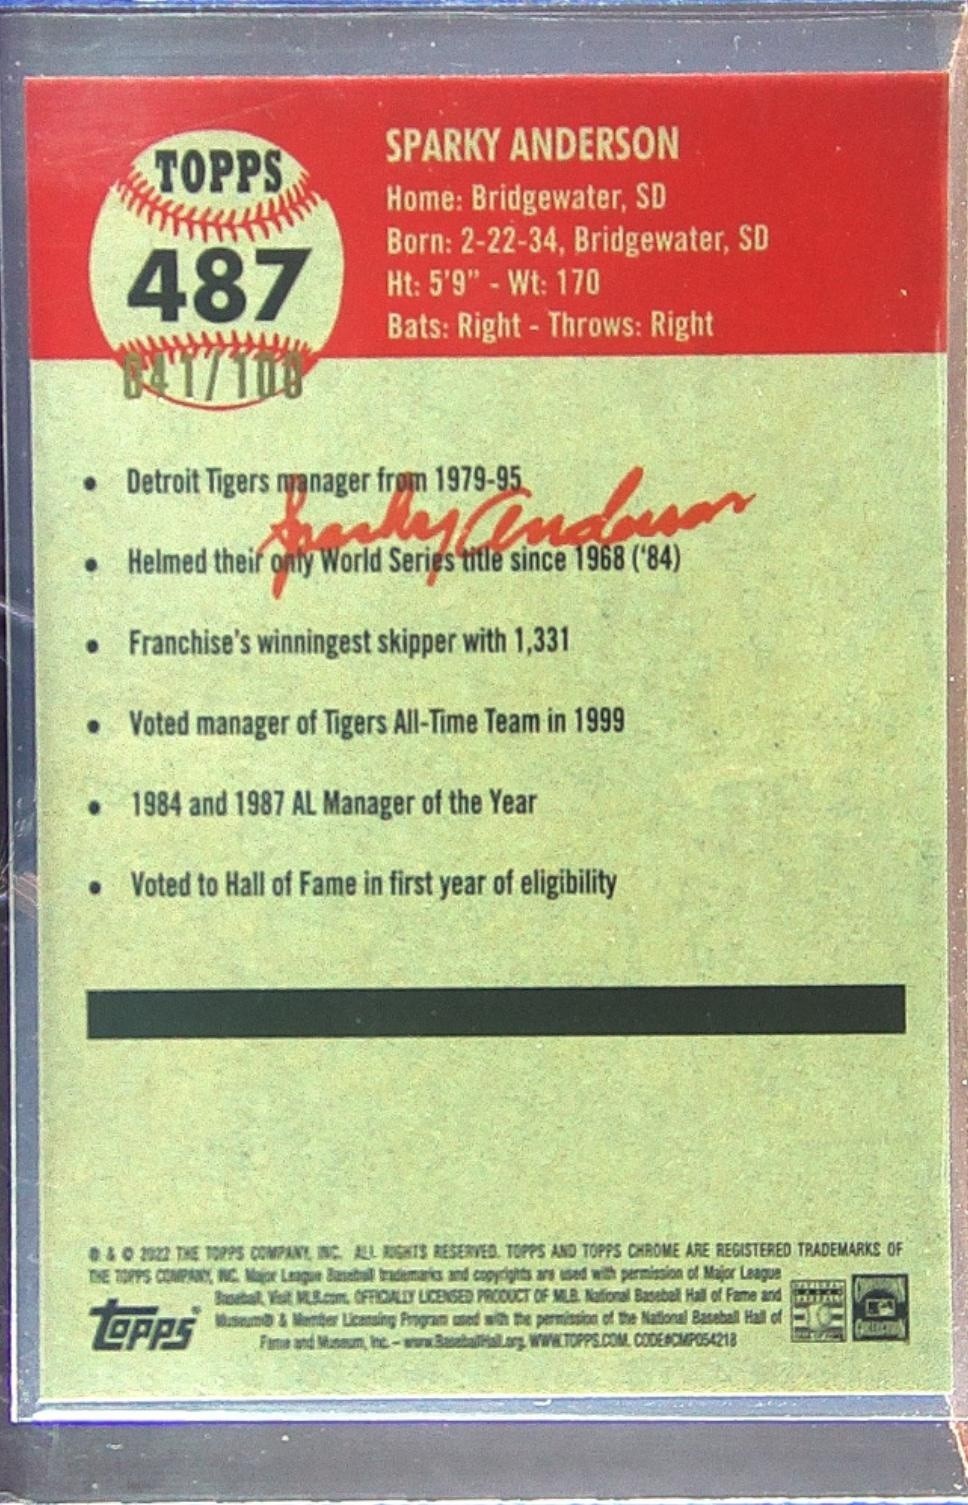 TOPPS
487
041/100
SPARKY ANDERSON
Home: Bridgewater, SD
Born: 2-22-34, Bridgewater, SD
Ht: 5'9" - Wt: 170
Bats: Right - Throws: Right
• Detroit Tigers manager from 1979-95
Sparky Anderson
• Helmed their only World Series title since 1968 ('84)
• Franchise's winningest skipper with 1,331
• Voted manager of Tigers All-Time Team in 1999
• 1984 and 1987 AL Manager of the Year
• Voted to Hall of Fame in first year of eligibility
® & © 2022 THE TOPPS COMPANY, INC. ALL RIGHTS RESERVED. TOPPS AND TOPPS CHROME ARE REGISTERED TRADEMARKS OF
THE TOPPS COMPANY, INC. Major League Baseball trademarks and copyrights are used with permission of Major League
Baseball. Visit MLB.com. OFFICIALLY LICENSED PRODUCT OF MLB. National Baseball Hall of Fame and
Museum® & Member Licensing Program used with the permission of the National Baseball Hall of
Fame and Museum, Inc. – www.BaseballHall.org. WWW.TOPPS.COM. CODE#CMP054218
Topps®